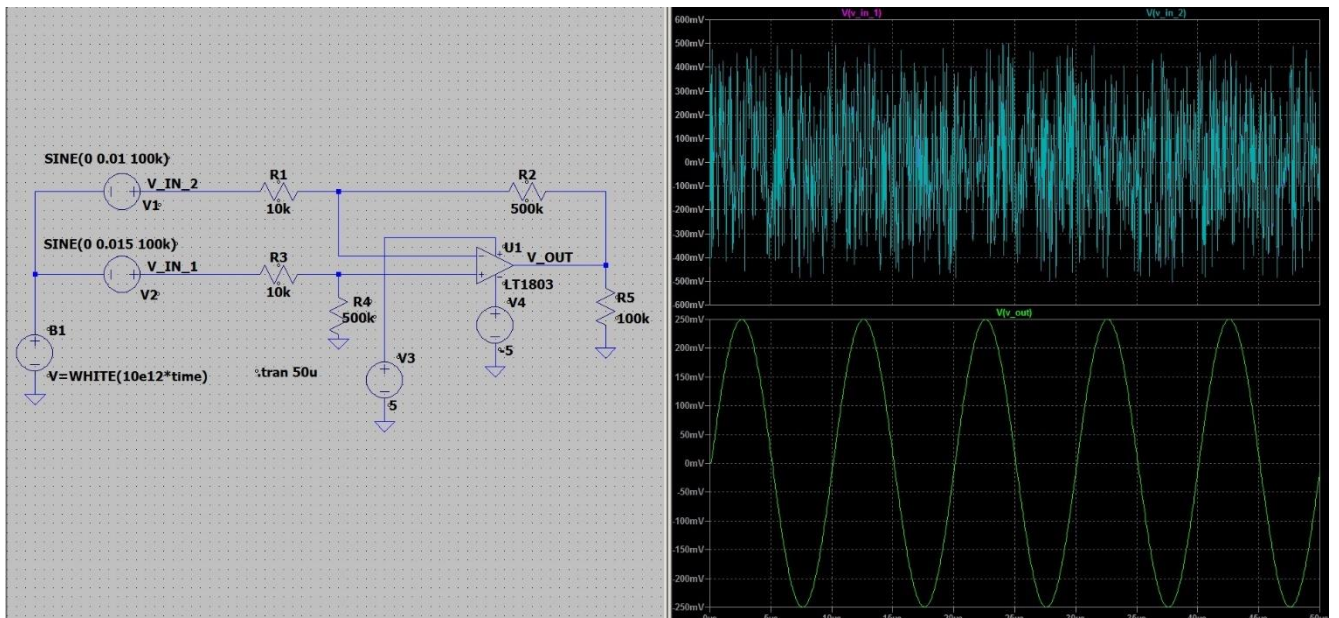 SINE(0 0.01 100k)
V_IN_2
V1
R1
10k
R2
500k
SINE(0 0.015 100k)
V_IN_1
V2
R3
10k
R4
500k
U1
V_OUT
LT1803
V4
-5
R5
100k
B1
V=WHITE(10e12*time)
.tran 50u
V3
5
V(v_in_1) V(v_in_2)
600mV
500mV
400mV
300mV
200mV
100mV
0mV
-100mV
-200mV
-300mV
-400mV
-500mV
-600mV
V(v_out)
250mV
200mV
150mV
100mV
50mV
0mV
-50mV
-100mV
-150mV
-200mV
-250mV